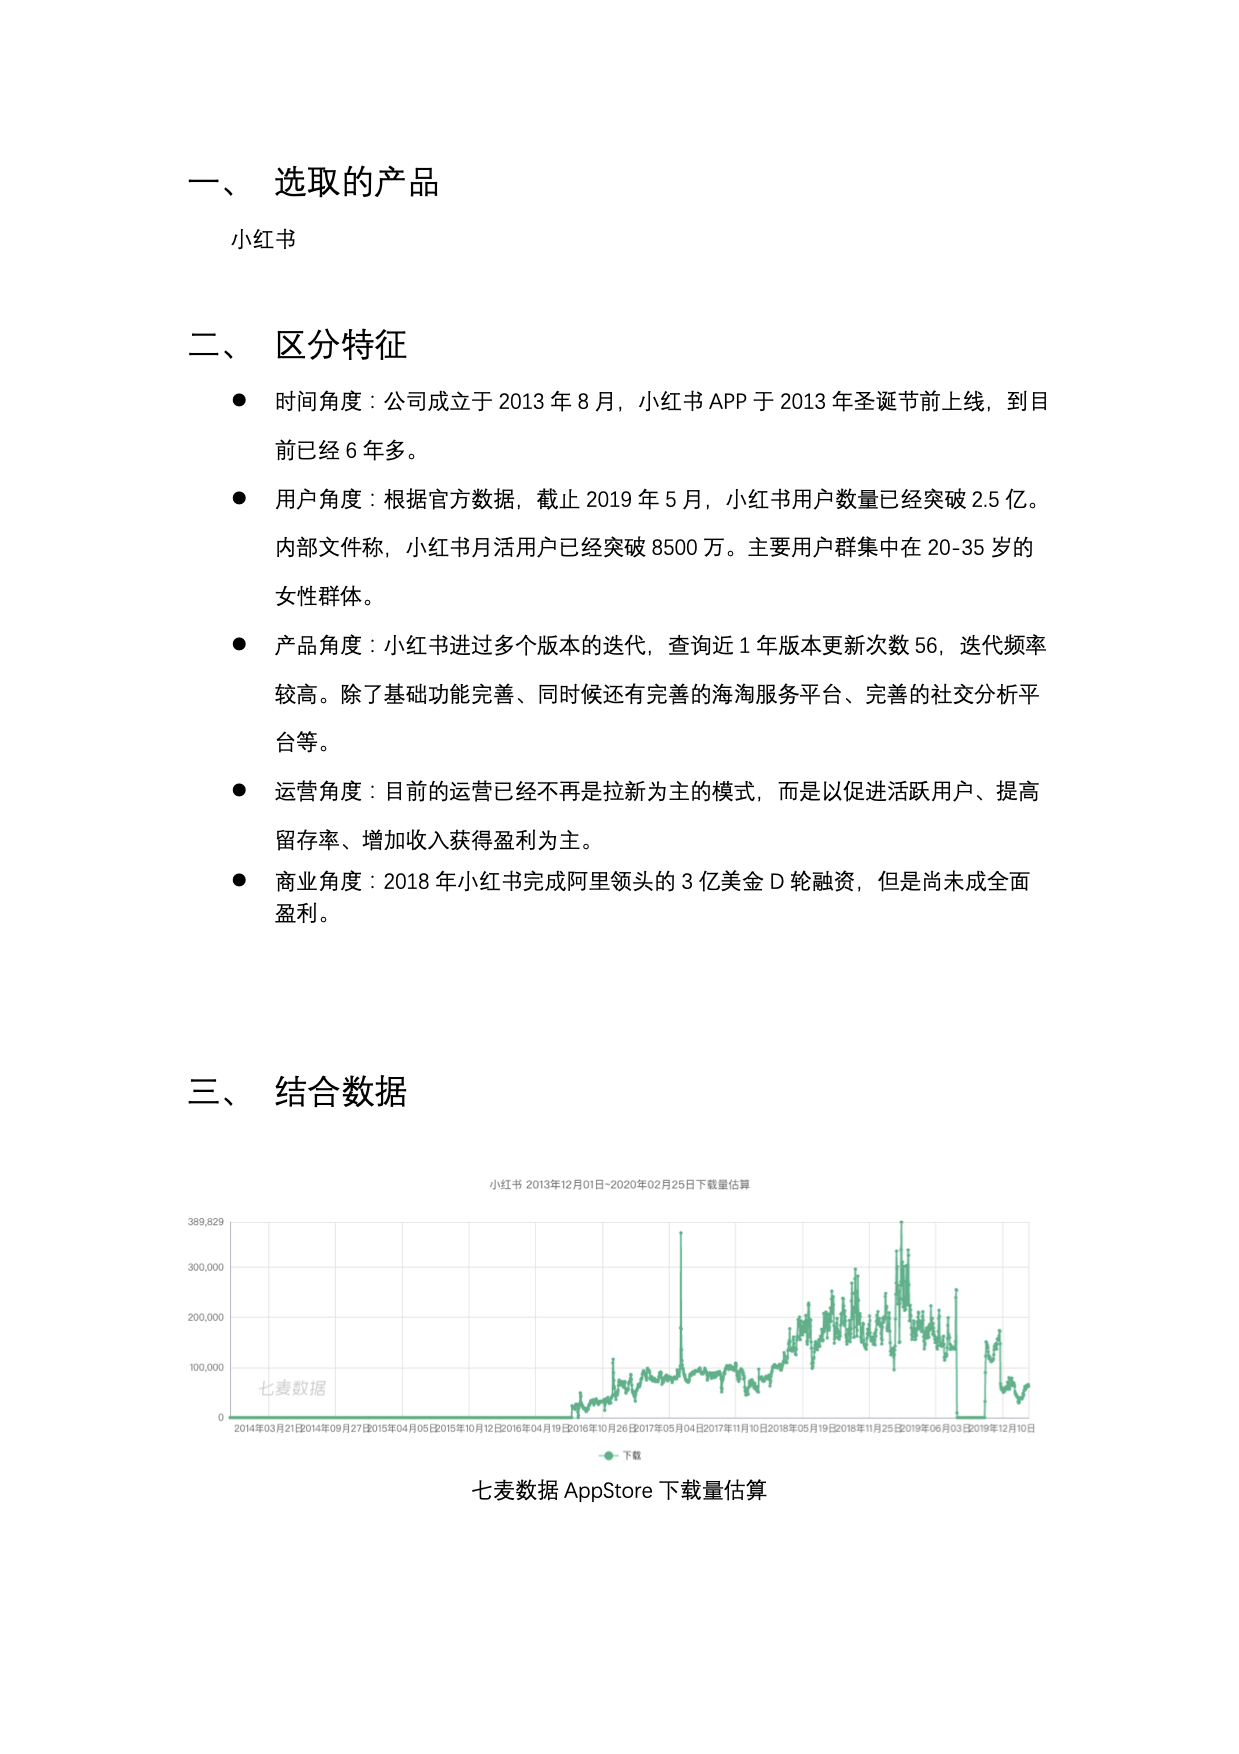 一、 选取的产品
小红书
二、 区分特征
● 时间角度：公司成立于 2013 年 8 月，小红书 APP 于 2013 年圣诞节前上线，到目
前已经 6 年多。
● 用户角度：根据官方数据，截止 2019 年 5 月，小红书用户数量已经突破 2.5 亿。
内部文件称，小红书月活用户已经突破 8500 万。主要用户群集中在 20-35 岁的
女性群体。
● 产品角度：小红书进过多个版本的迭代，查询近 1 年版本更新次数 56，迭代频率
较高。除了基础功能完善、同时候还有完善的海淘服务平台、完善的社交分析平
台等。
● 运营角度：目前的运营已经不再是拉新为主的模式，而是以促进活跃用户、提高
留存率、增加收入获得盈利为主。
● 商业角度：2018 年小红书完成阿里领头的 3 亿美金 D 轮融资，但是尚未成全面
盈利。
三、 结合数据
小红书 2013年12月01日~2020年02月25日下载量估算
389,829
300,000
200,000
100,000
七麦数据
0
2014年03月21日2014年09月27日2015年04月05日2015年10月12日2016年04月19日2016年10月26日2017年05月04日2017年11月10日2018年05月19日2018年11月25日2019年06月03日2019年12月10日
下载
七麦数据 AppStore 下载量估算